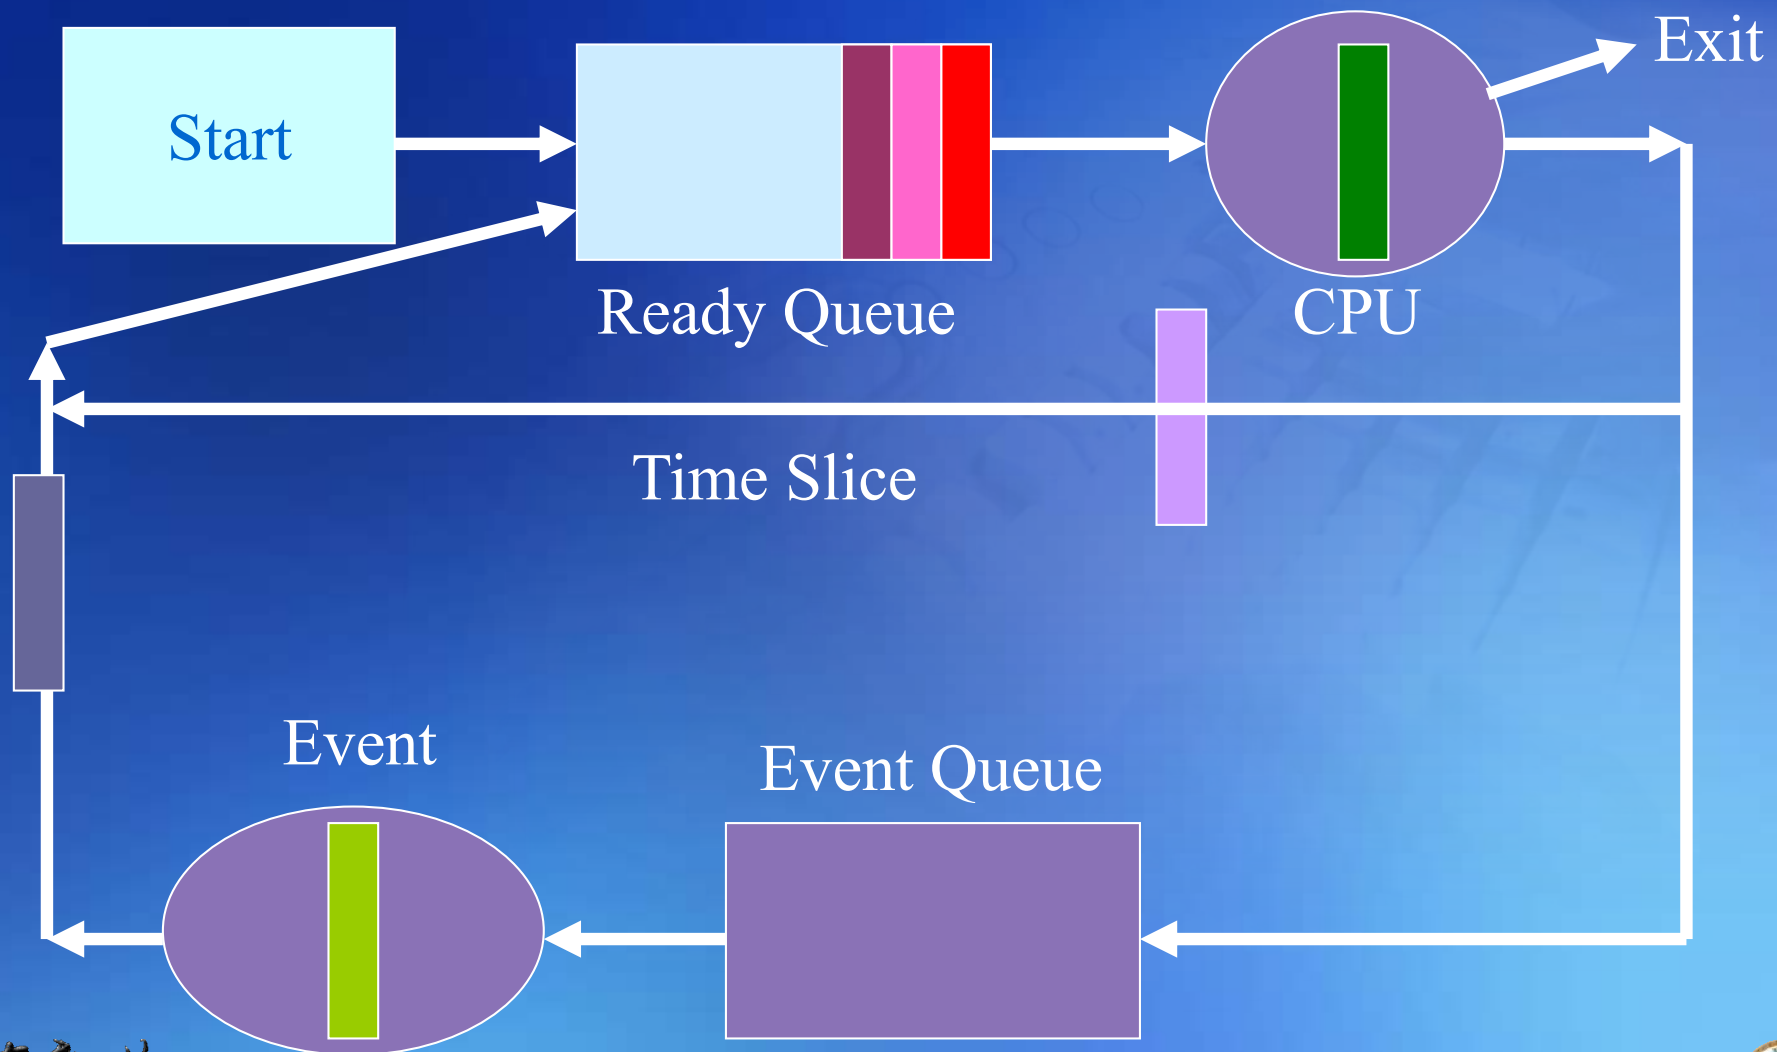 Exit
Start
Ready Queue
CPU
Time Slice
Event
Event Queue